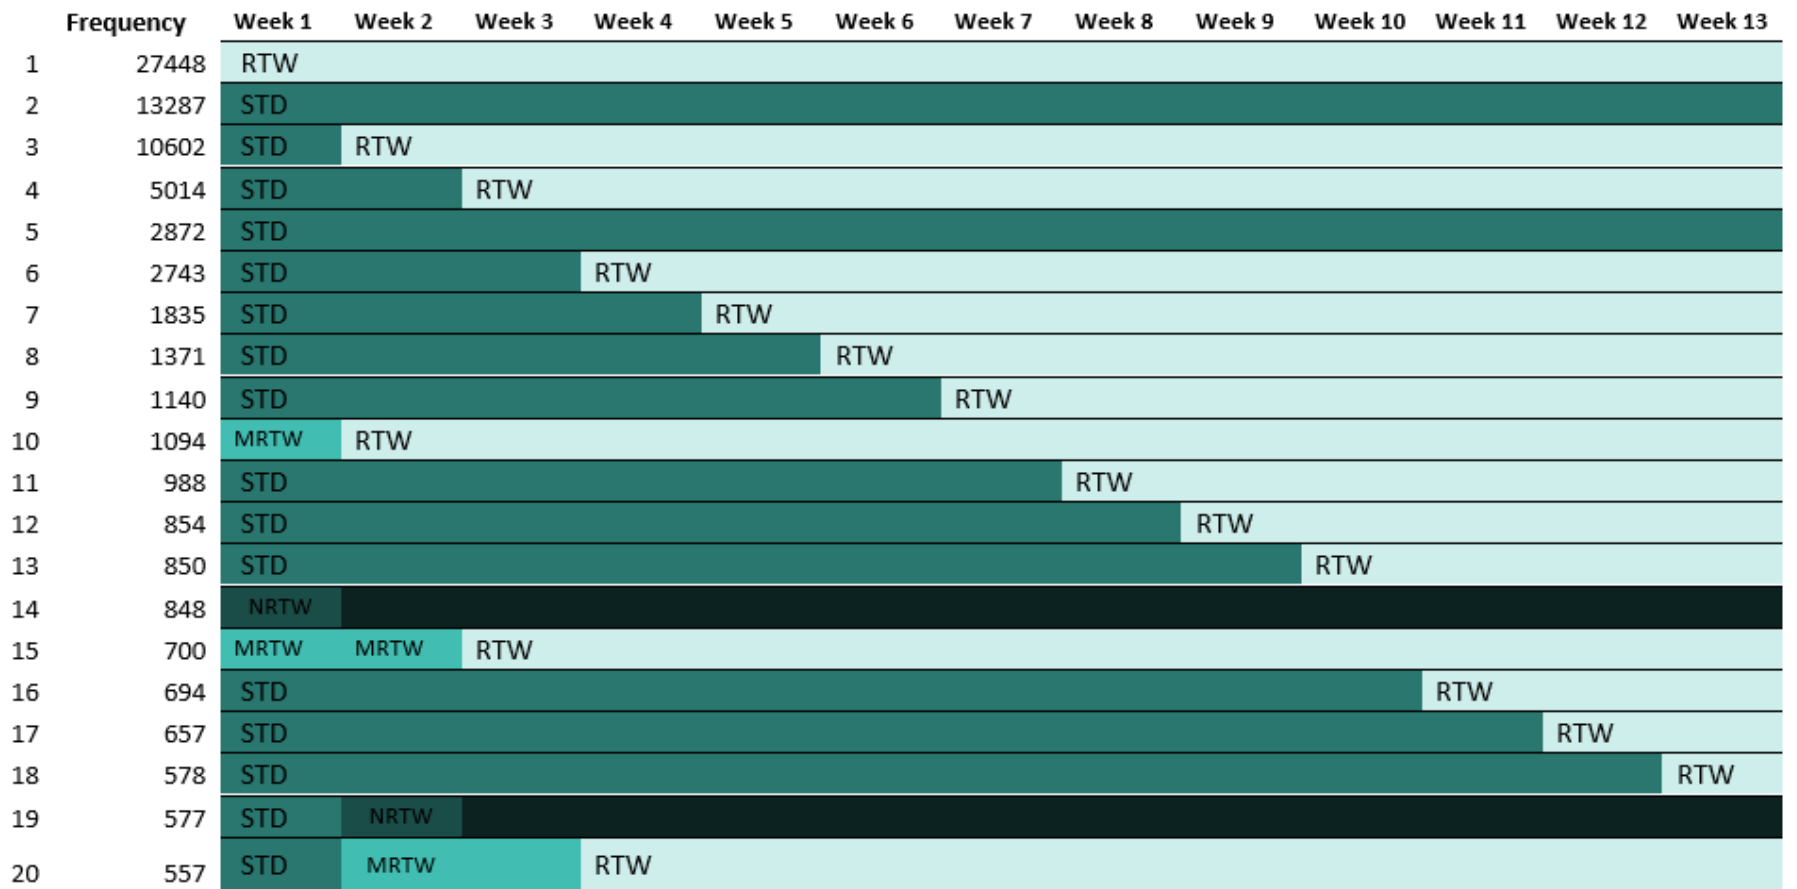 Frequency Week 1 Week 2 Week 3 Week 4 Week 5 Week 6 Week 7 Week 8 Week 9 Week 10 Week 11 Week 12 Week 13
1 27448 RTW
2 13287 STD
3 10602 STD RTW
4 5014 STD RTW
5 2872 STD
6 2743 STD RTW
7 1835 STD RTW
8 1371 STD RTW
9 1140 STD RTW
10 1094 MRTW RTW
11 988 STD RTW
12 854 STD RTW
13 850 STD RTW
14 848 NRTW
15 700 MRTW MRTW RTW
16 694 STD RTW
17 657 STD RTW
18 578 STD RTW
19 577 STD NRTW
20 557 STD MRTW RTW